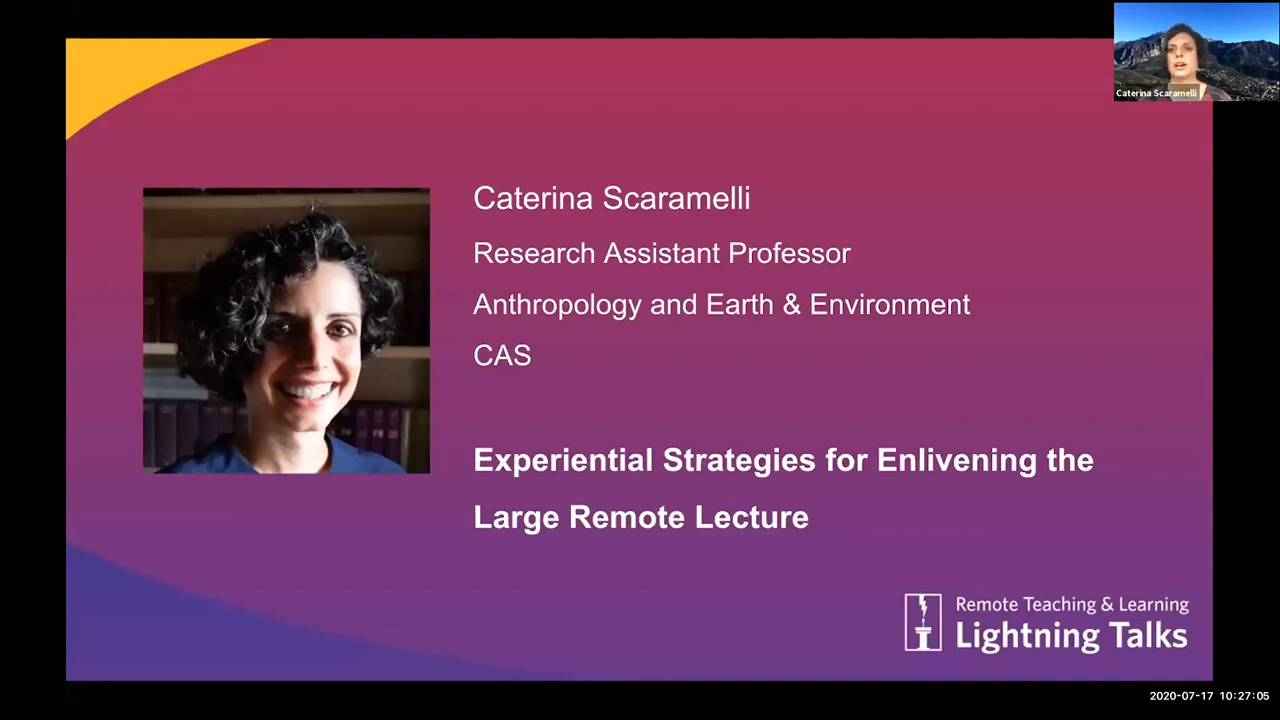 Caterina Scaramelli
Caterina Scaramelli
Research Assistant Professor
Anthropology and Earth & Environment
CAS
Experiential Strategies for Enlivening the
Large Remote Lecture
Remote Teaching & Learning
Lightning Talks
2020-07-17 10:27:05